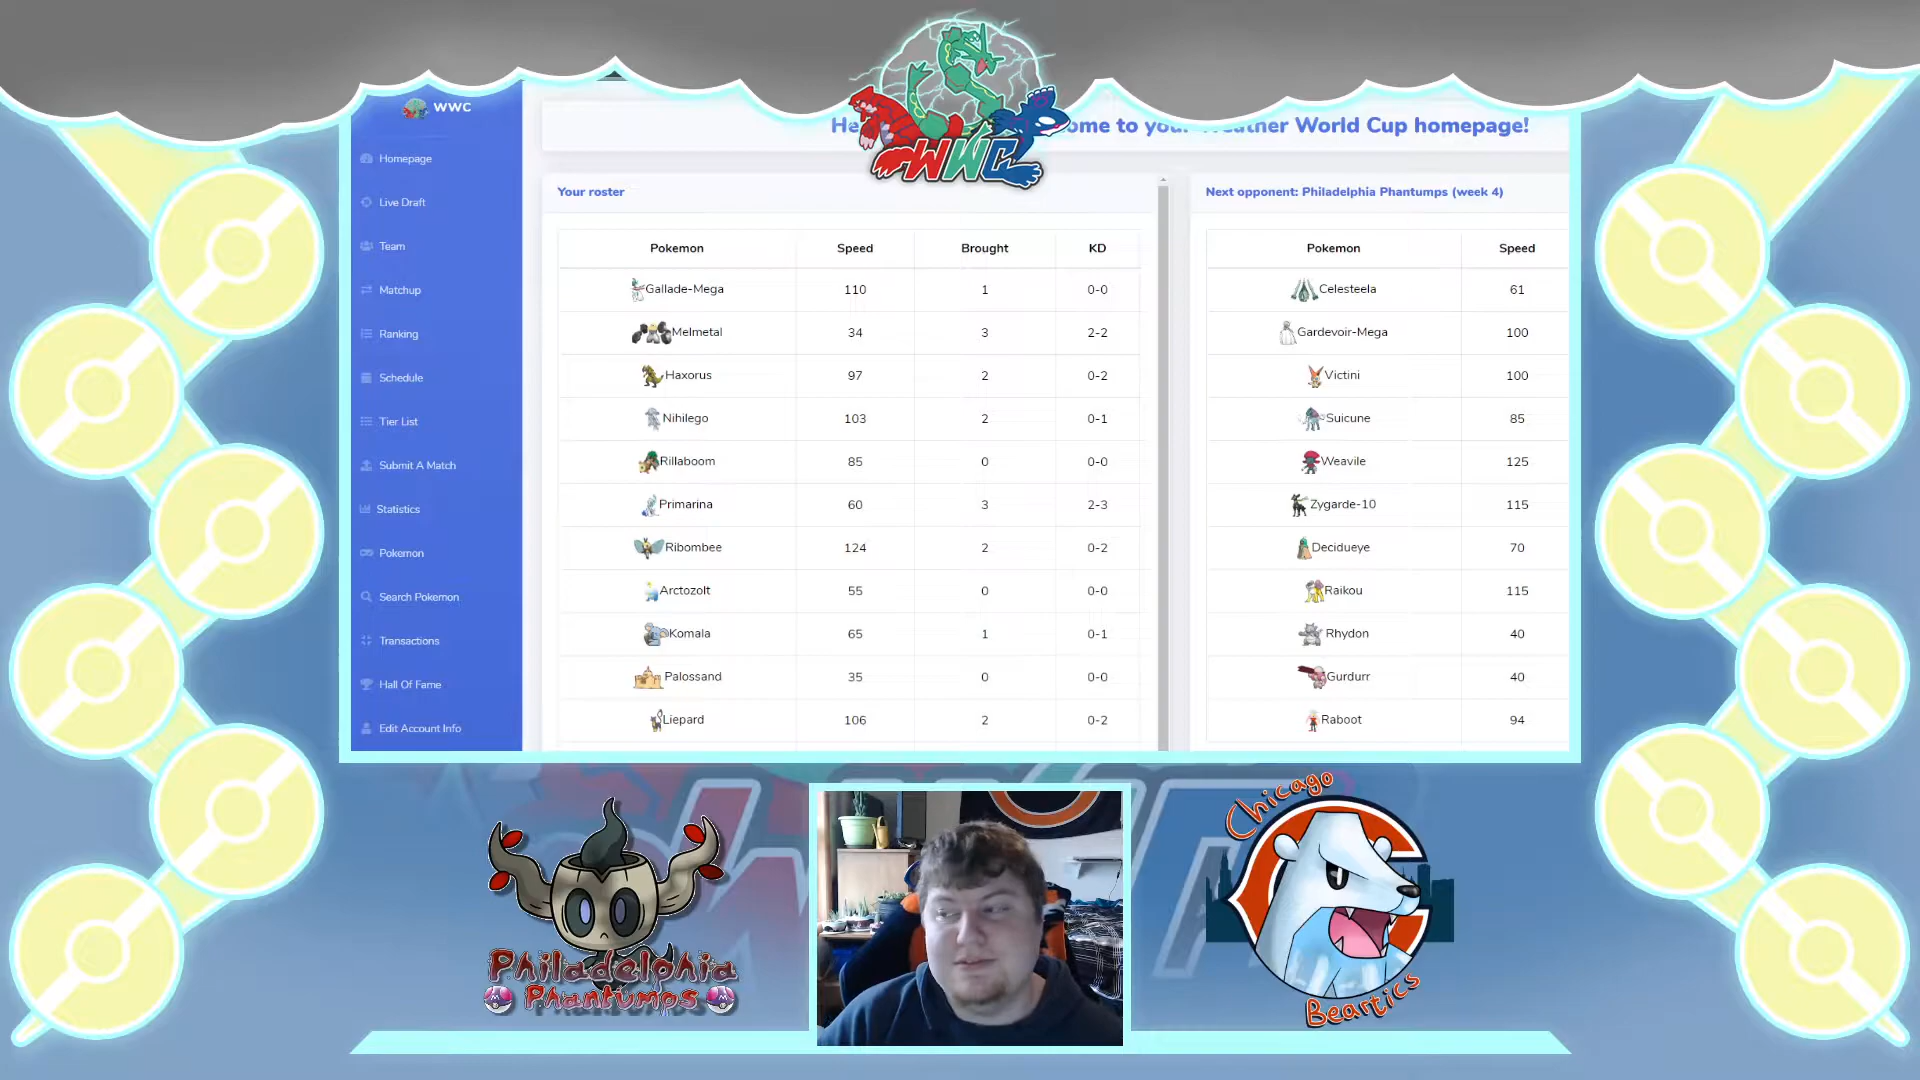 WWC
Homepage
Live Draft
Team
Matchup
Ranking
Schedule
Tier List
Submit A Match
Statistics
Pokemon
Search Pokemon
Transactions
Hall Of Fame
Edit Account Info
WWC
World Cup homepage!
Your roster
Pokemon Speed Brought KD
Gallade-Mega 110 1 0-0
Melmetal 34 3 2-2
Haxorus 97 2 0-2
Nihilego 103 2 0-1
Rillaboom 85 0 0-0
Primarina 60 3 2-3
Ribombee 124 2 0-2
Arctozolt 55 0 0-0
Komala 65 1 0-1
Palossand 35 0 0-0
Liepard 106 2 0-2
Next opponent: Philadelphia Phantumps (week 4)
Pokemon Speed
Celesteela 61
Gardevoir-Mega 100
Victini 100
Suicune 85
Weavile 125
Zygarde-10 115
Decidueye 70
Raikou 115
Rhydon 40
Gurdurr 40
Raboot 94
Philadelphia
Phantumps
Chicago
Beartics